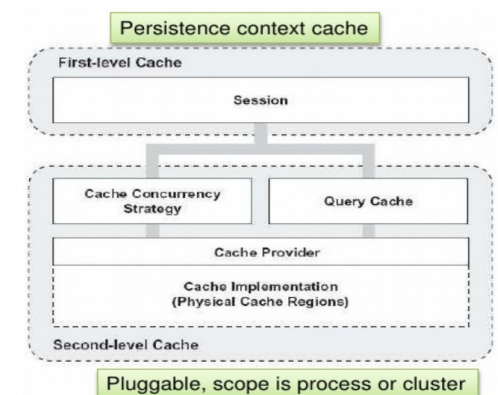 Persistence context cache
First-level Cache
Session
Cache Concurrency
Strategy
Query Cache
Cache Provider
Cache Implementation
(Physical Cache Regions)
Second-level Cache
Pluggable, scope is process or cluster